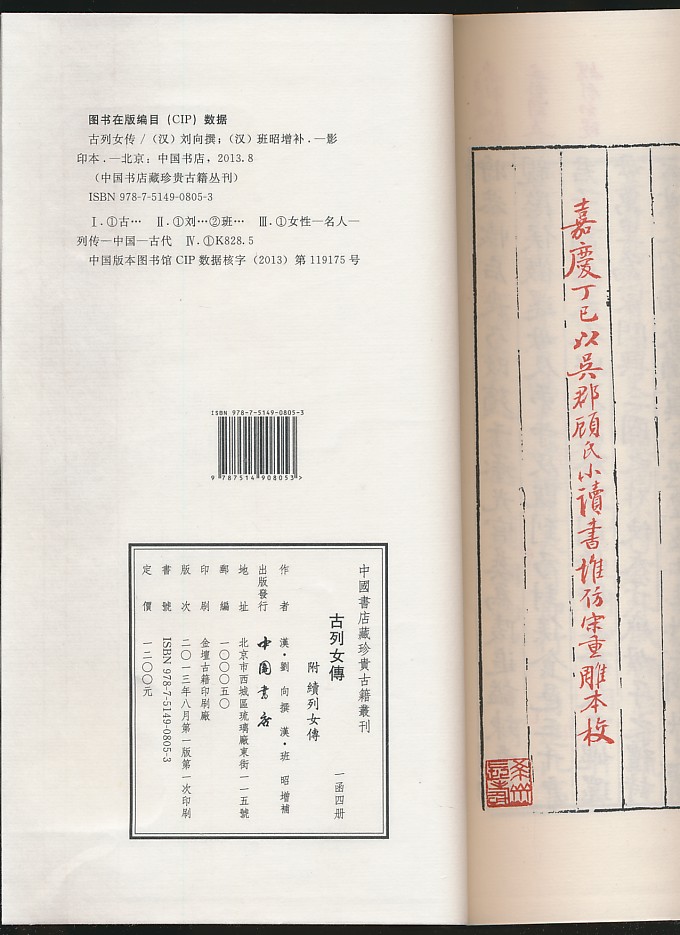 图书在版编目（CIP）数据
古列女传 /（汉）刘向撰；（汉）班昭增补．—影
印本．—北京：中国书店，2013.8
（中国书店藏珍贵古籍丛刊）
ISBN 978-7-5149-0805-3
Ⅰ．①古… Ⅱ．①刘…②班… Ⅲ．①女性—名人—
列传—中国—古代 Ⅳ．①K828.5
中国版本图书馆 CIP 数据核字（2013）第 119175 号
ISBN 978-7-5149-0805-3
9 787514 908053 >
中國書店藏珍貴古籍叢刊
古列女傳
附 續列女傳
一函四册
作者 漢·劉 向 撰 漢·班 昭 增補
出版發行 中國書店
地址 北京市西城區琉璃廠東街一一五號
郵編 一〇〇〇五〇
印刷 金壇古籍印刷廠
版次 二〇一三年八月第一版第一次印刷
書號 ISBN 978-7-5149-0805-3
定價 一二〇〇元
嘉慶丁巳以吳郡顧氏小讀書堆仿宋重雕本校